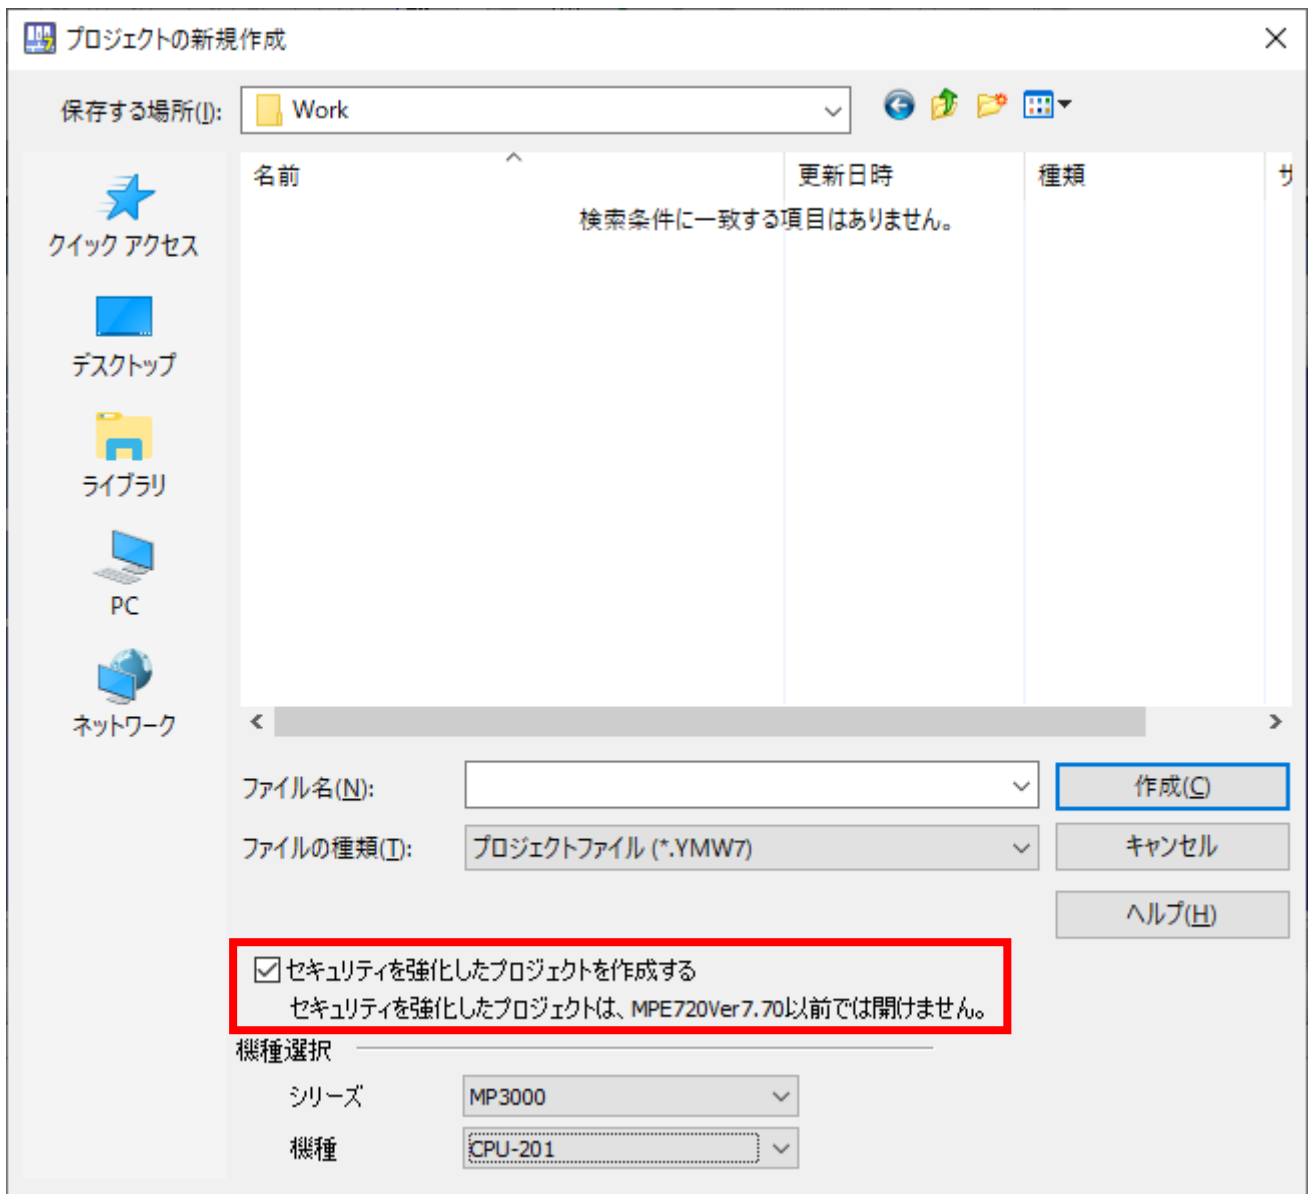 プロジェクトの新規作成
保存する場所(I):
Work
クイック アクセス
デスクトップ
ライブラリ
PC
ネットワーク
名前 更新日時 種類 サ
検索条件に一致する項目はありません。
ファイル名(N):
作成(C)
ファイルの種類(T): プロジェクトファイル (*.YMW7)
キャンセル
ヘルプ(H)
セキュリティを強化したプロジェクトを作成する
セキュリティを強化したプロジェクトは、MPE720Ver7.70以前では開けません。
機種選択
シリーズ MP3000
機種 CPU-201